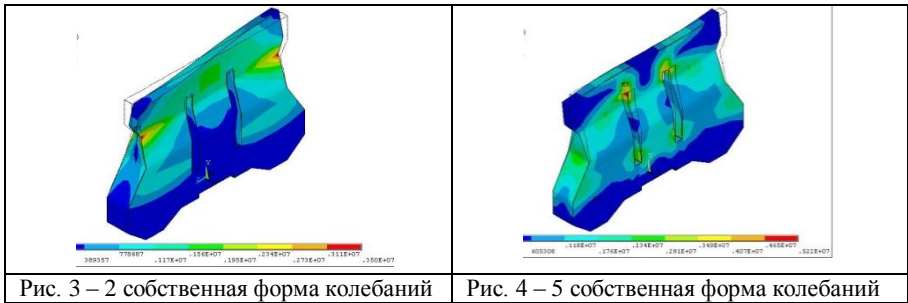 778687 .156E+07 .234E+07 .311E+07
389357 .117E+07 .195E+07 .273E+07 .350E+07
.118E+07 .234E+07 .349E+07 .465E+07
.176E+07 .291E+07 .407E+07 .522E+07
Рис. 3 – 2 собственная форма колебаний
Рис. 4 – 5 собственная форма колебаний